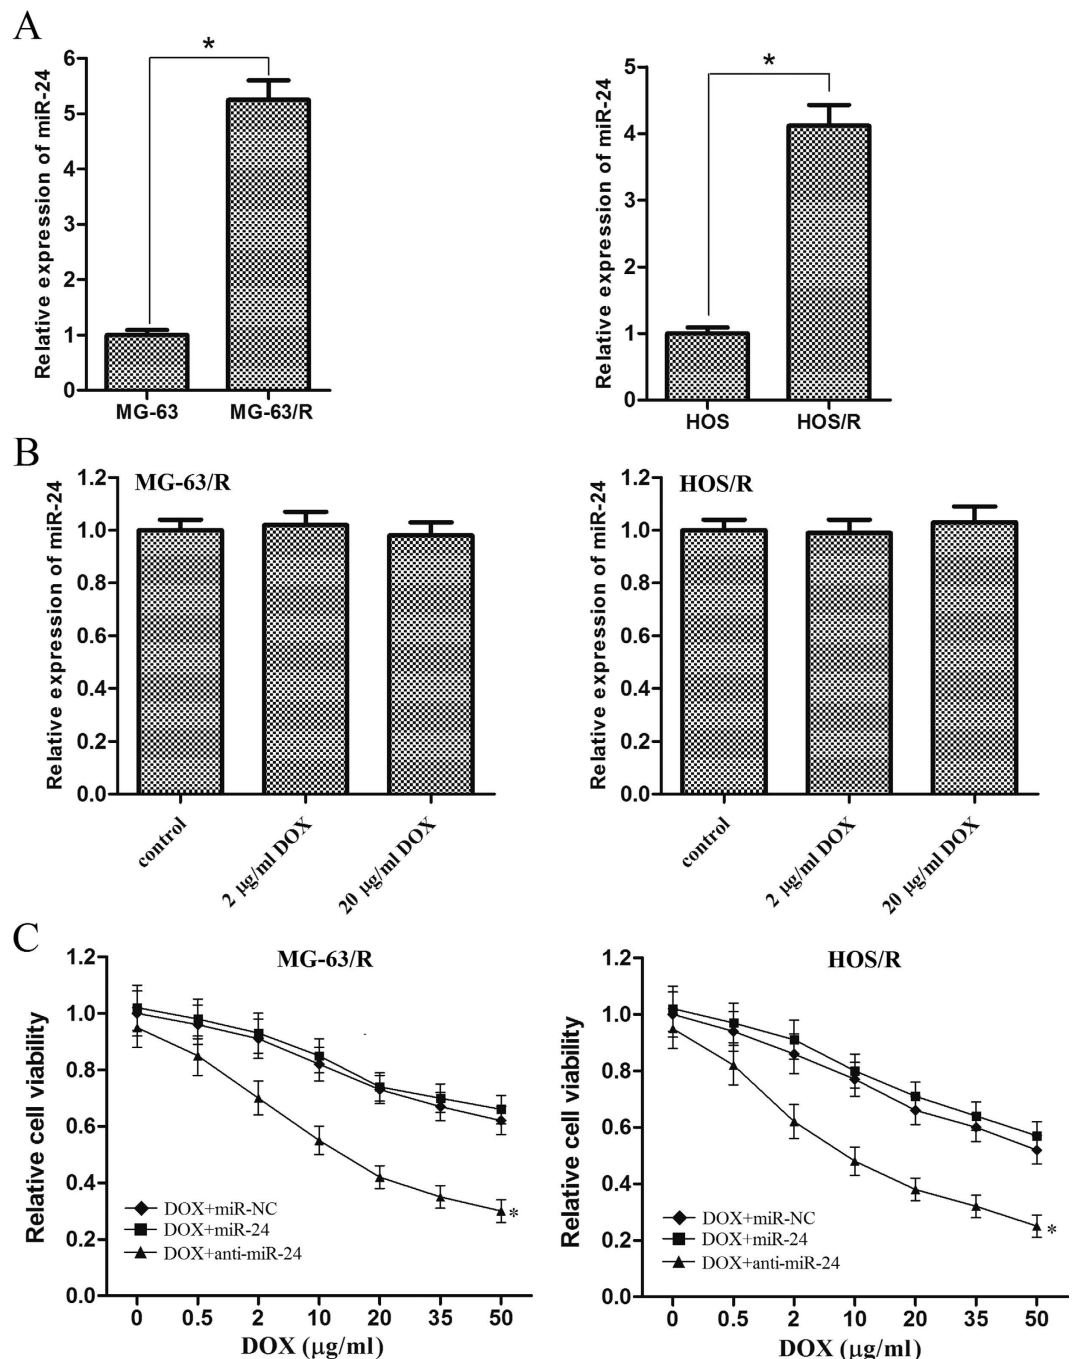 A
Relative expression of miR-24
6
5
4
3
2
1
0
*
MG-63
MG-63/R
Relative expression of miR-24
5
4
3
2
1
0
*
HOS
HOS/R
B
Relative expression of miR-24
1.2
1.0
0.8
0.6
0.4
0.2
0.0
MG-63/R
control
2 µg/ml DOX
20 µg/ml DOX
Relative expression of miR-24
1.2
1.0
0.8
0.6
0.4
0.2
0.0
HOS/R
control
2 µg/ml DOX
20 µg/ml DOX
C
Relative cell viability
1.2
1.0
0.8
0.6
0.4
0.2
0.0
MG-63/R
DOX+miR-NC
DOX+miR-24
DOX+anti-miR-24
*
0 0.5 2 10 20 35 50
DOX (µg/ml)
Relative cell viability
1.2
1.0
0.8
0.6
0.4
0.2
0.0
HOS/R
DOX+miR-NC
DOX+miR-24
DOX+anti-miR-24
*
0 0.5 2 10 20 35 50
DOX (µg/ml)